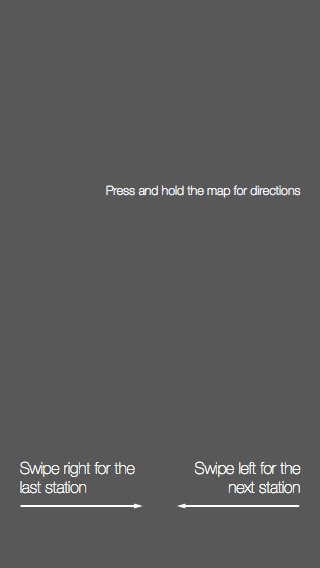 Press and hold the map for directions
Swipe right for the
last station
Swipe left for the
next station